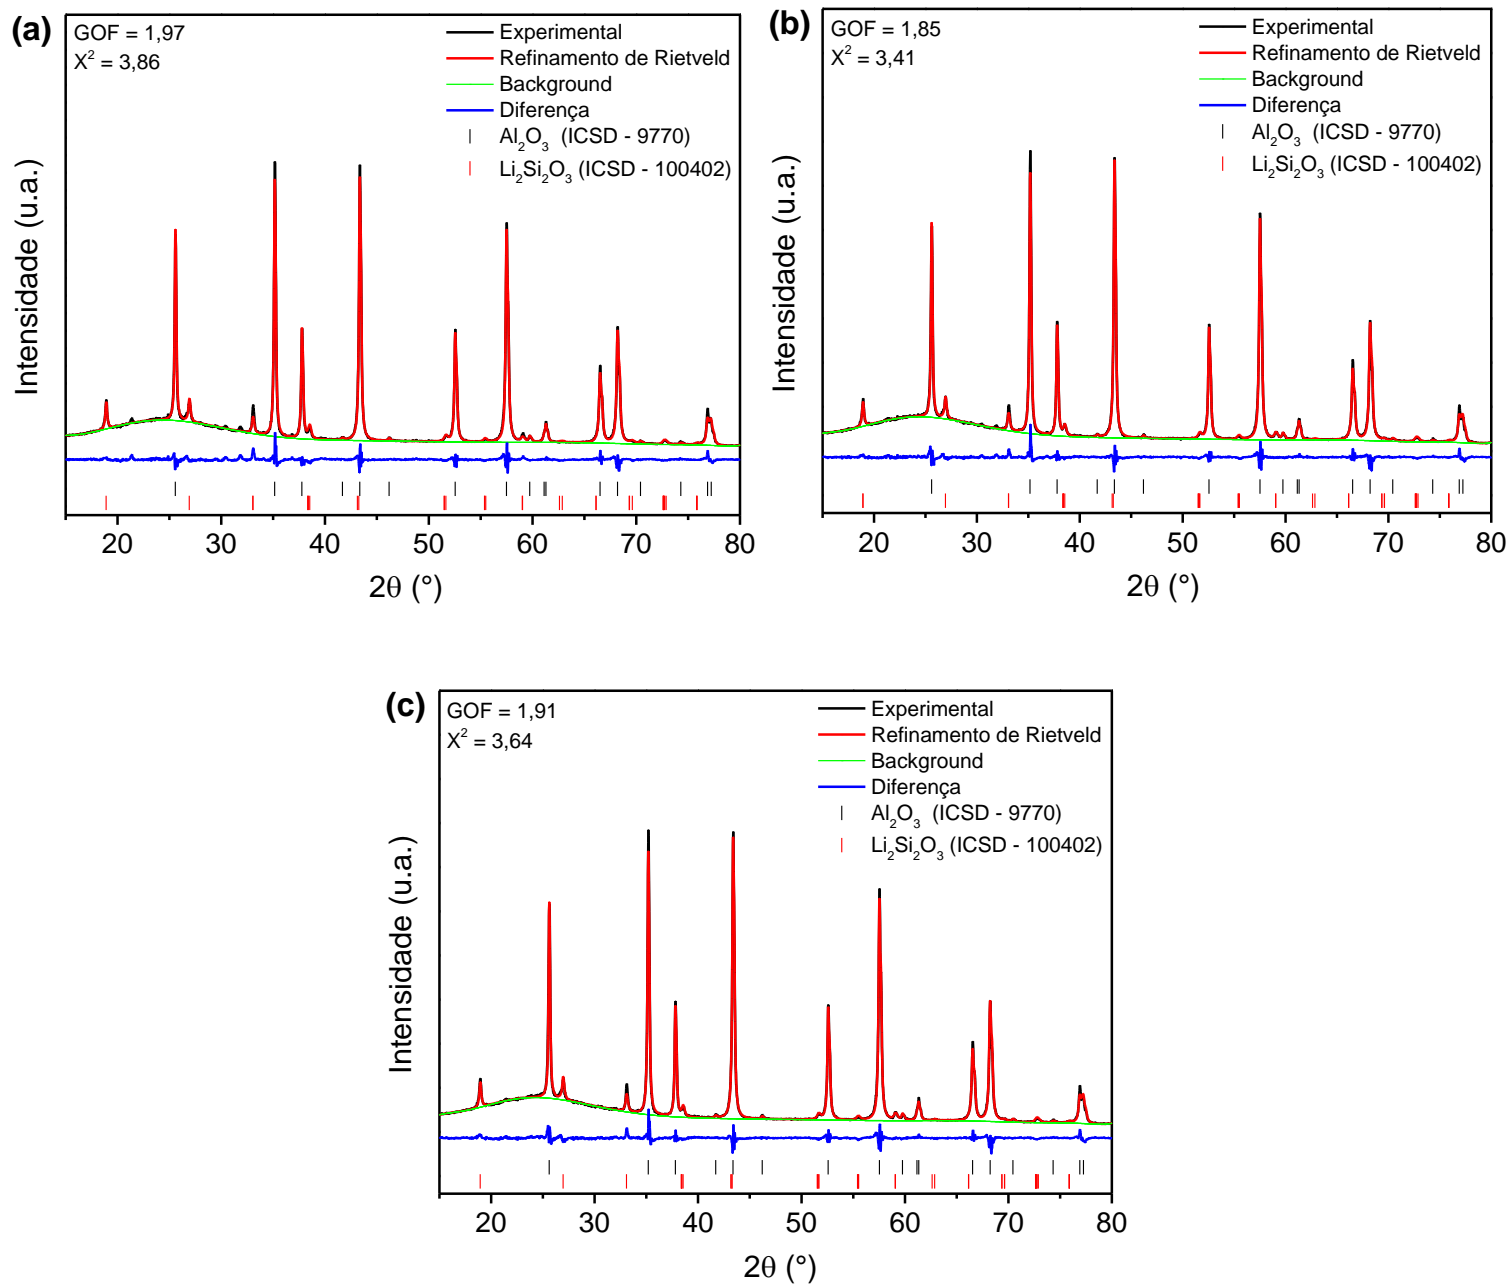 (a)
GOF = 1,97
X² = 3,86
Experimental
Refinamento de Rietveld
Background
Diferença
Al₂O₃ (ICSD - 9770)
Li₂Si₂O₃ (ICSD - 100402)
Intensidade (u.a.)
20 30 40 50 60 70 80
2θ (°)
(b)
GOF = 1,85
X² = 3,41
Experimental
Refinamento de Rietveld
Background
Diferença
Al₂O₃ (ICSD - 9770)
Li₂Si₂O₃ (ICSD - 100402)
Intensidade (u.a.)
20 30 40 50 60 70 80
2θ (°)
(c)
GOF = 1,91
X² = 3,64
Experimental
Refinamento de Rietveld
Background
Diferença
Al₂O₃ (ICSD - 9770)
Li₂Si₂O₃ (ICSD - 100402)
Intensidade (u.a.)
20 30 40 50 60 70 80
2θ (°)